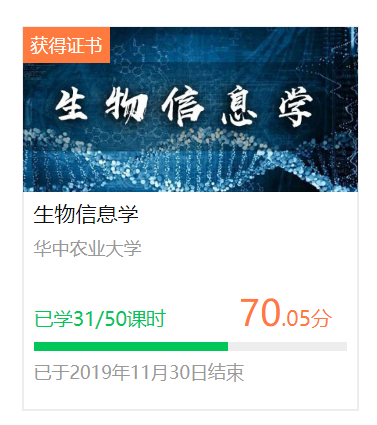 获得证书
生物信息学
生物信息学
华中农业大学
已学31/50课时 70.05分
已于2019年11月30日结束